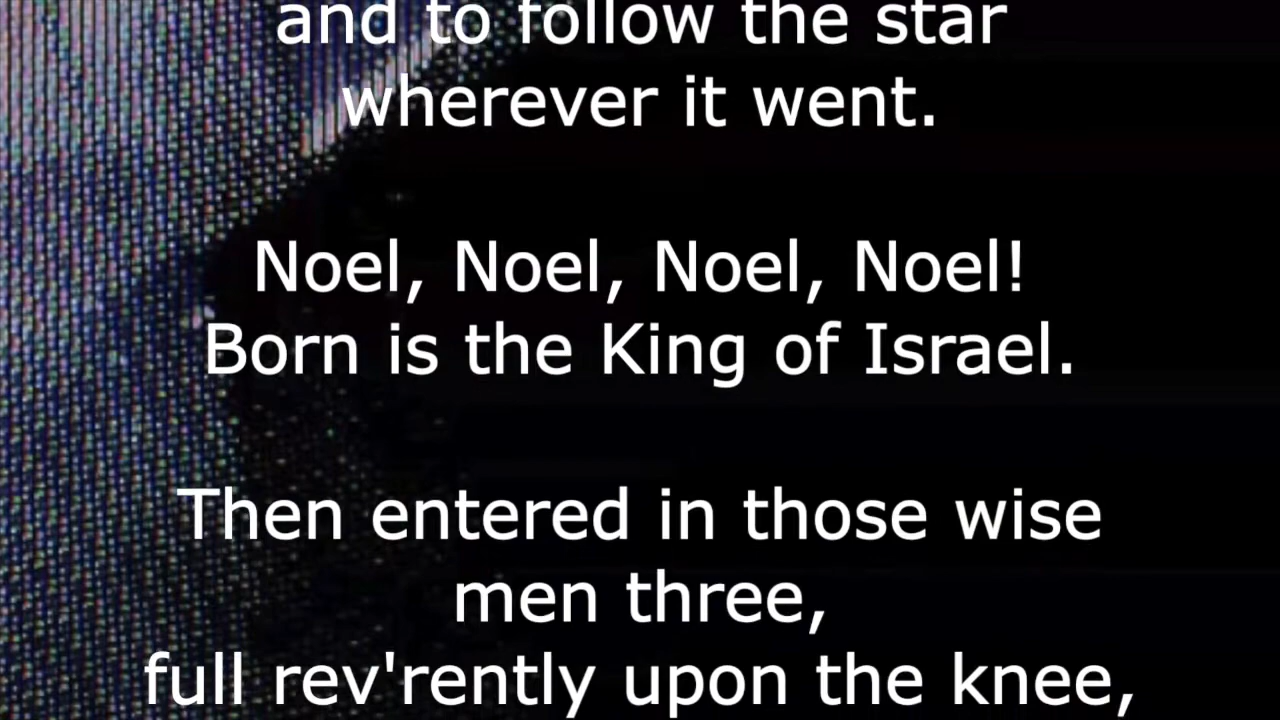 and to follow the star
wherever it went.
Noel, Noel, Noel, Noel!
Born is the King of Israel.
Then entered in those wise
men three,
full rev'rently upon the knee,